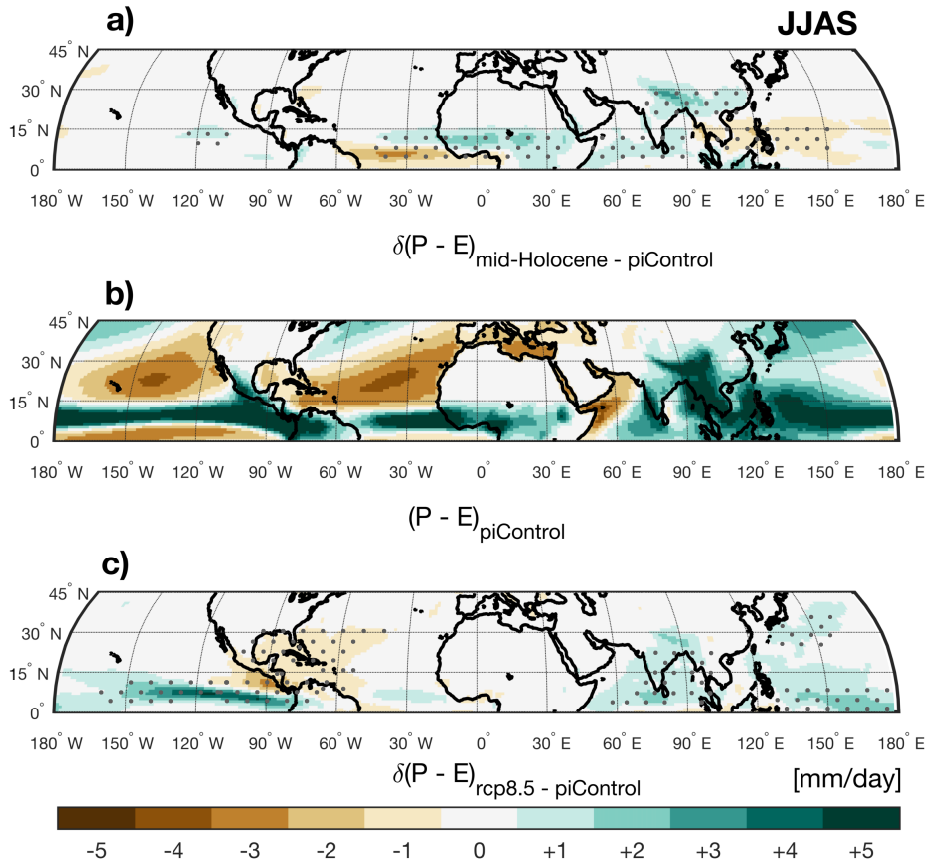 a) JJAS
45° N
30° N
15° N
0°
180° W 150° W 120° W 90° W 60° W 30° W 0° 30° E 60° E 90° E 120° E 150° E 180° E
δ(P - E)mid-Holocene - piControl
b)
45° N
30° N
15° N
0°
180° W 150° W 120° W 90° W 60° W 30° W 0° 30° E 60° E 90° E 120° E 150° E 180° E
(P - E)piControl
c)
45° N
30° N
15° N
0°
180° W 150° W 120° W 90° W 60° W 30° W 0° 30° E 60° E 90° E 120° E 150° E 180° E
δ(P - E)rcp8.5 - piControl [mm/day]
-5 -4 -3 -2 -1 0 +1 +2 +3 +4 +5